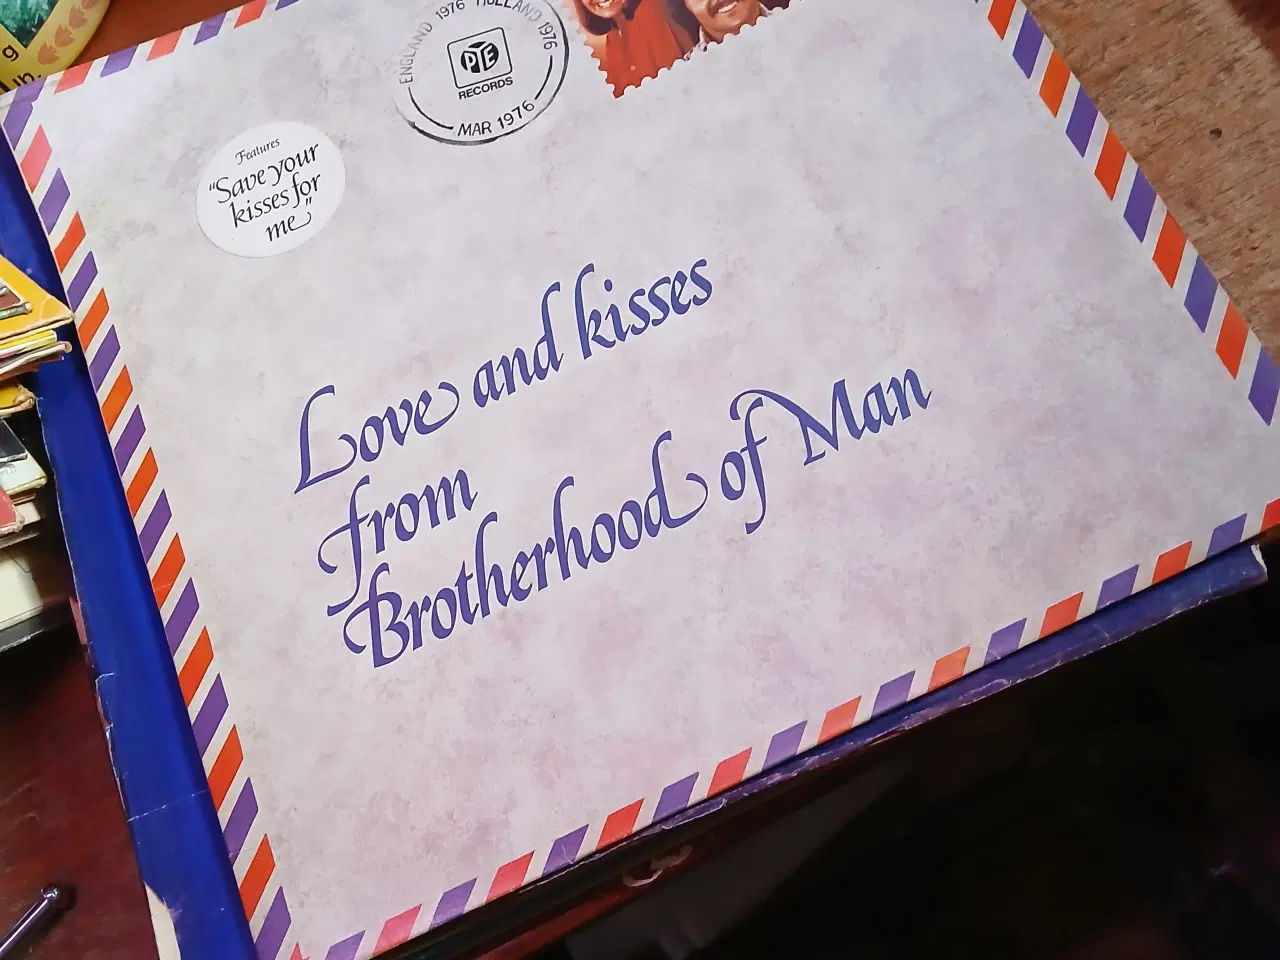 ENGLAND 1976 HOLLAND 1976
PYE
RECORDS
MAR 1976
Features
"Save your
kisses for
me"
Love and kisses
from
Brotherhood of Man